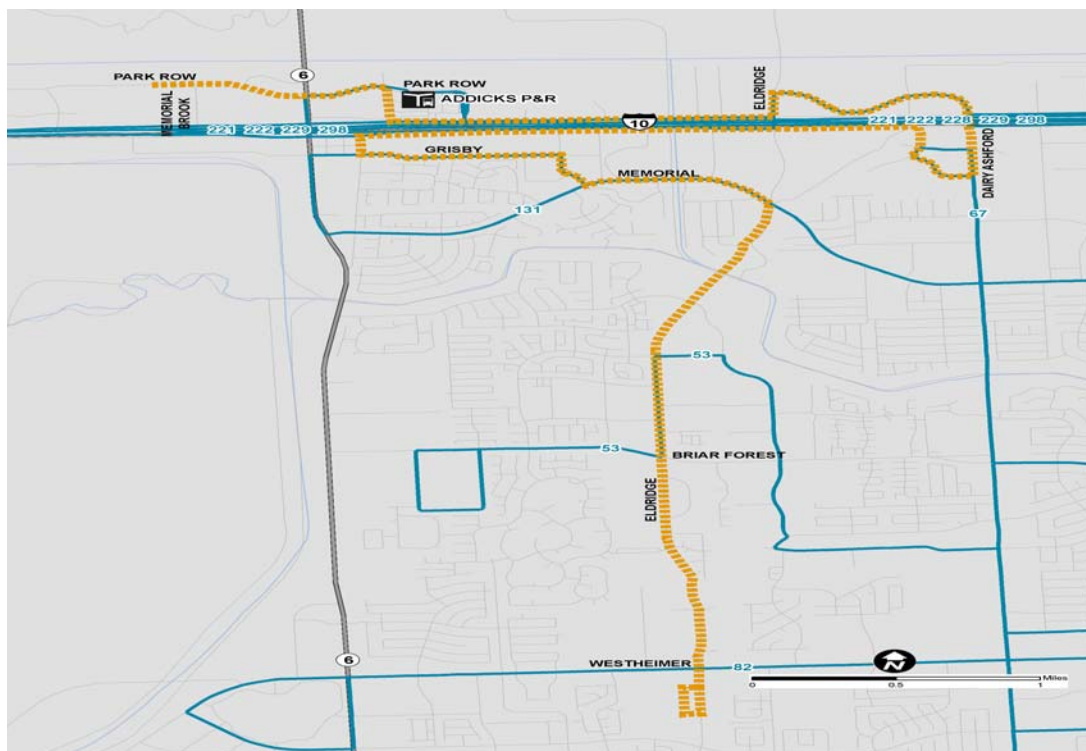 PARK ROW
6
PARK ROW
ADDICKS P&R
MEMORIAL
BROOK
ELDRIDGE
10
221 222 229 298
221 222 228 229 298
GRISBY
MEMORIAL
DAIRY ASHFORD
131
67
53
53
BRIAR FOREST
ELDRIDGE
6
WESTHEIMER
82
N
0 0.5 1 Miles